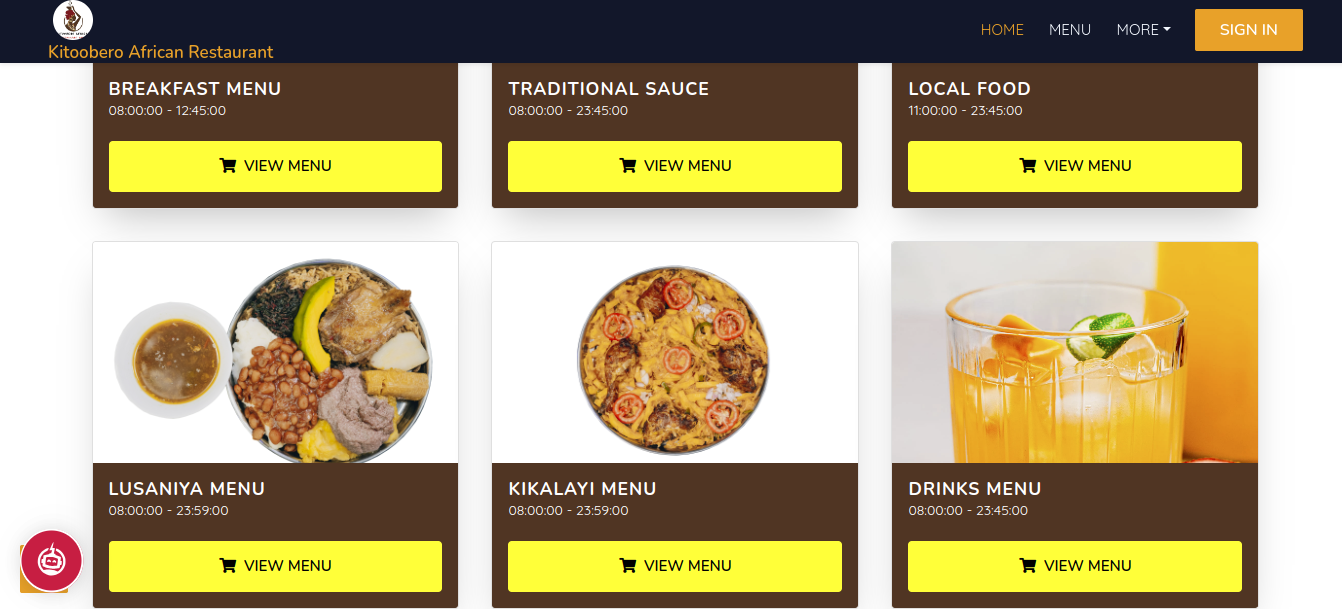 Kitoobero African Restaurant
HOME
MENU
MORE
SIGN IN
BREAKFAST MENU
08:00:00 - 12:45:00
VIEW MENU
TRADITIONAL SAUCE
08:00:00 - 23:45:00
VIEW MENU
LOCAL FOOD
11:00:00 - 23:45:00
VIEW MENU
LUSANIYA MENU
08:00:00 - 23:59:00
VIEW MENU
KIKALAYI MENU
08:00:00 - 23:59:00
VIEW MENU
DRINKS MENU
08:00:00 - 23:45:00
VIEW MENU